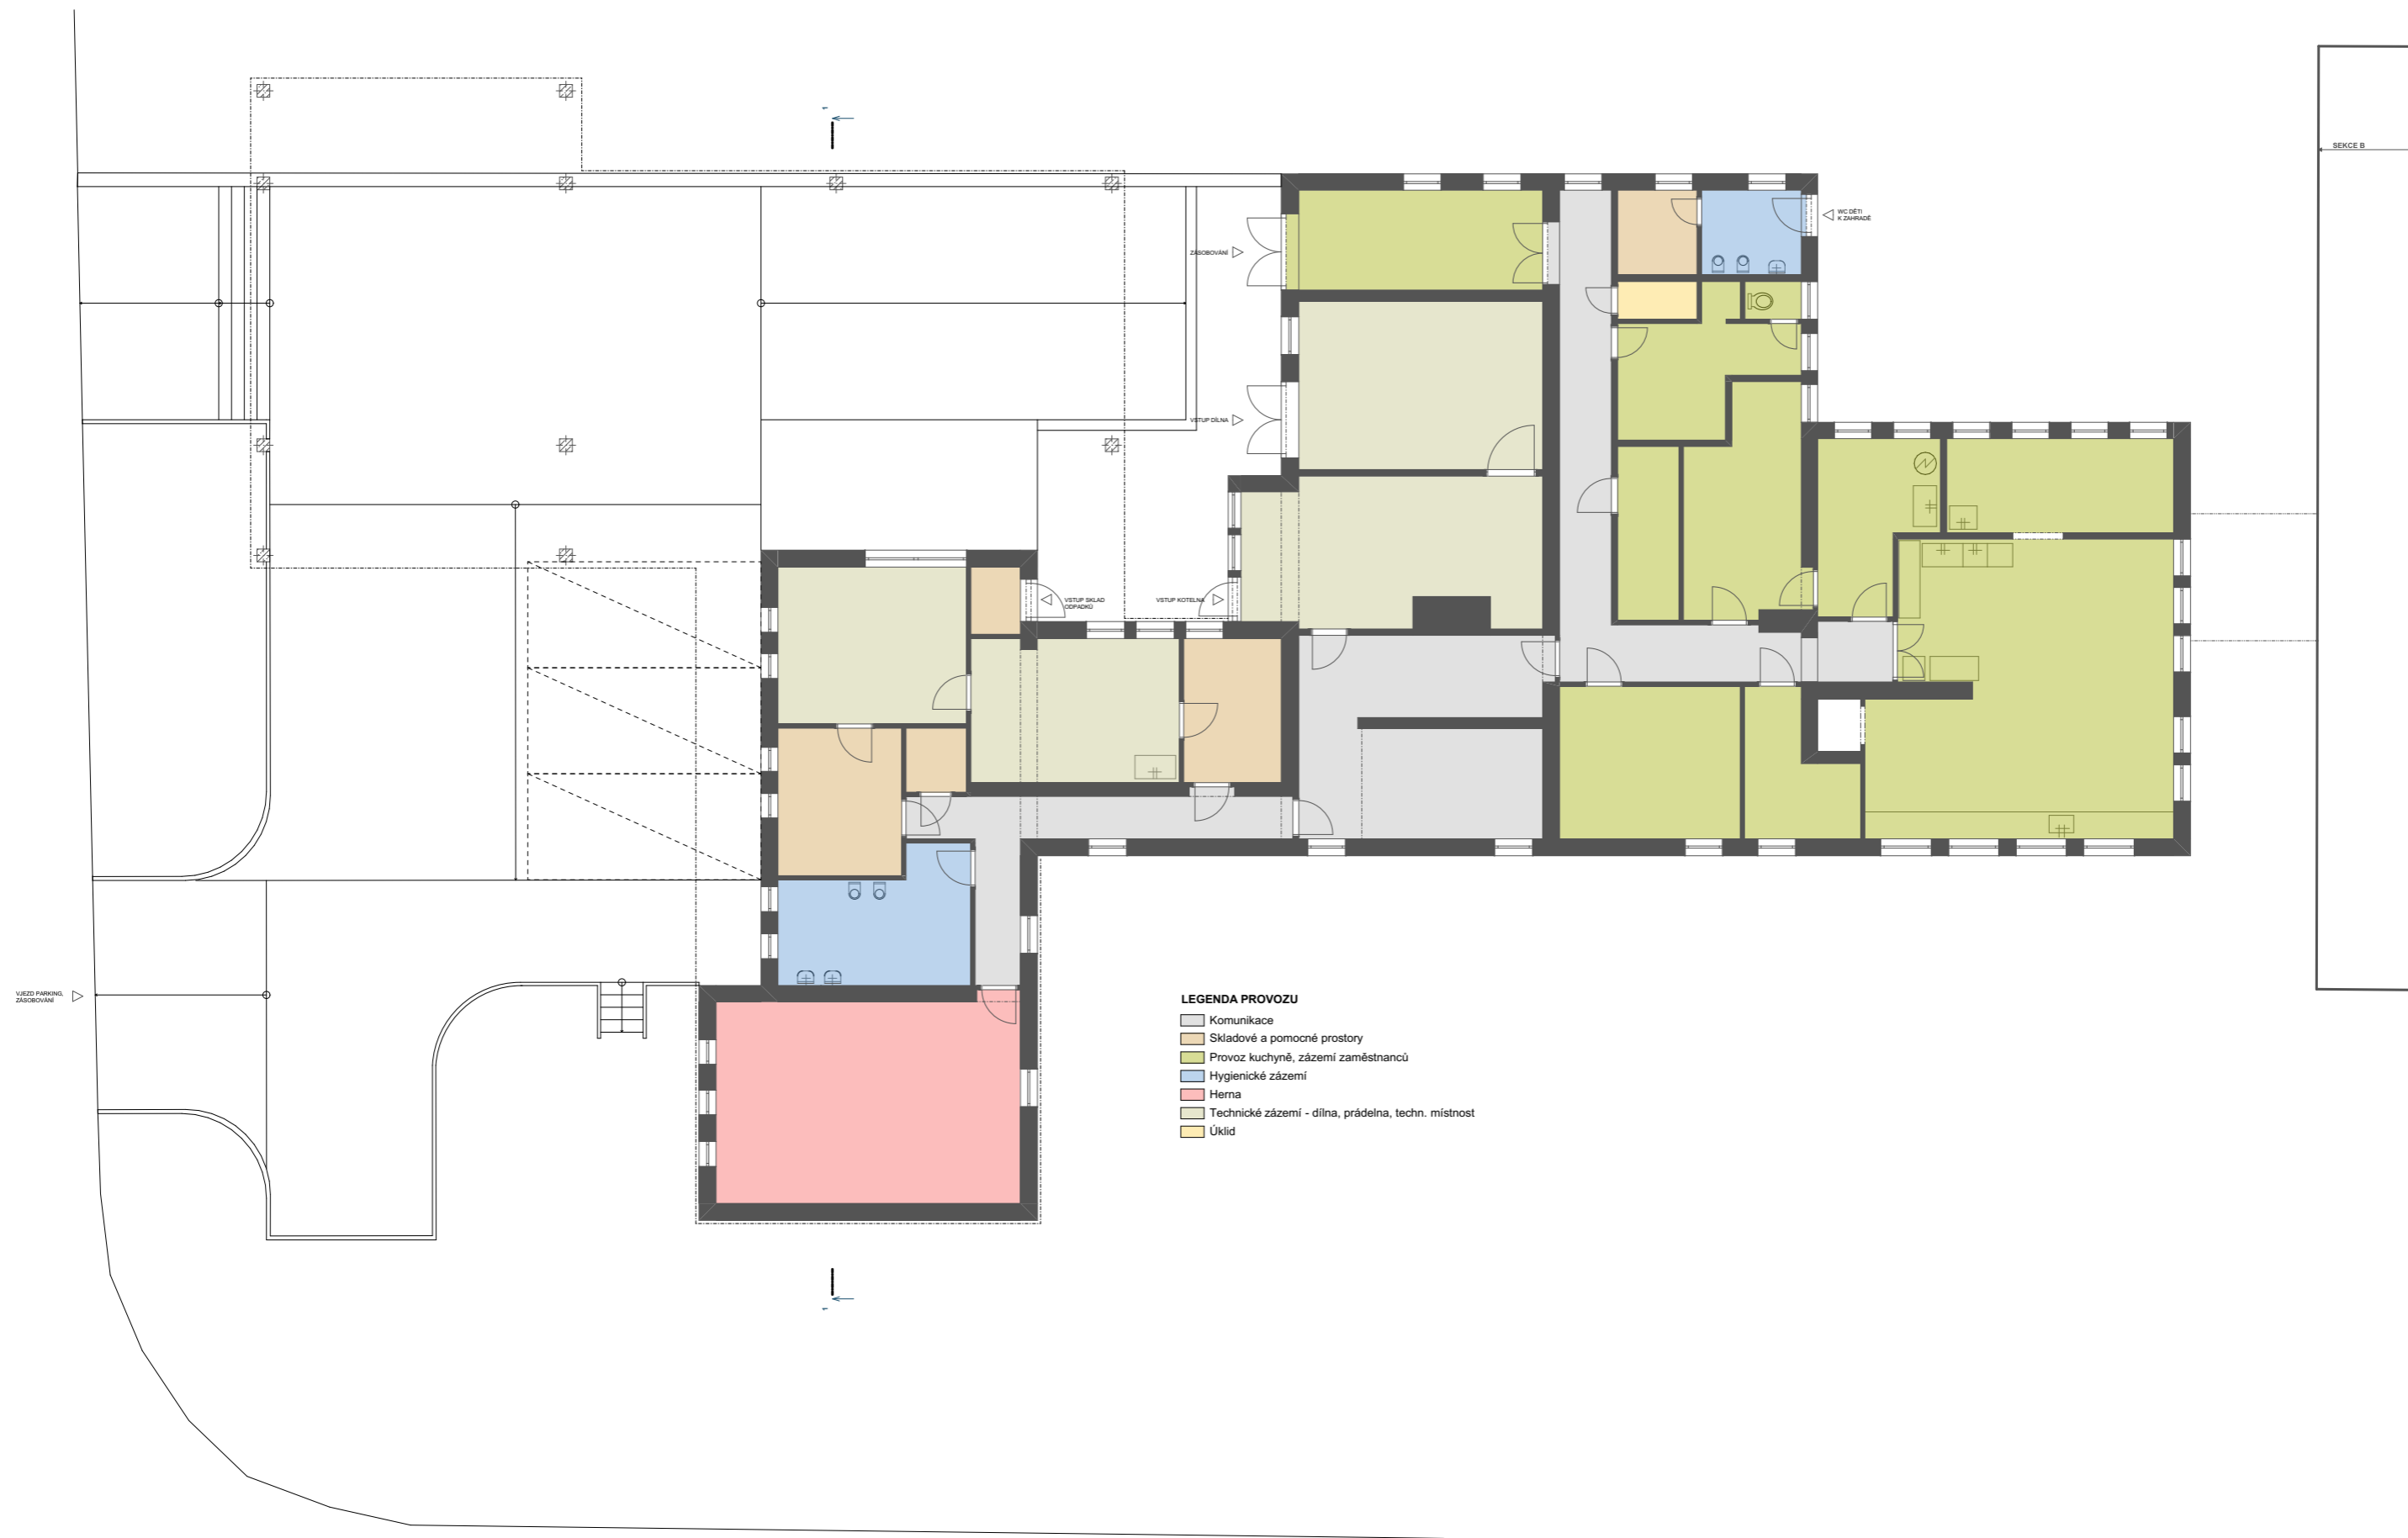 SEKCE B
WC DĚTI
K ZAHRADĚ
ZÁSOBOVÁNÍ
VSTUP DÍLNA
VSTUP SKLAD
ODPADKŮ
VSTUP KOTELNA
VJEZD PARKING,
ZÁSOBOVÁNÍ
LEGENDA PROVOZU
Komunikace
Skladové a pomocné prostory
Provoz kuchyně, zázemí zaměstnanců
Hygienické zázemí
Herna
Technické zázemí - dílna, prádelna, techn. místnost
Úklid